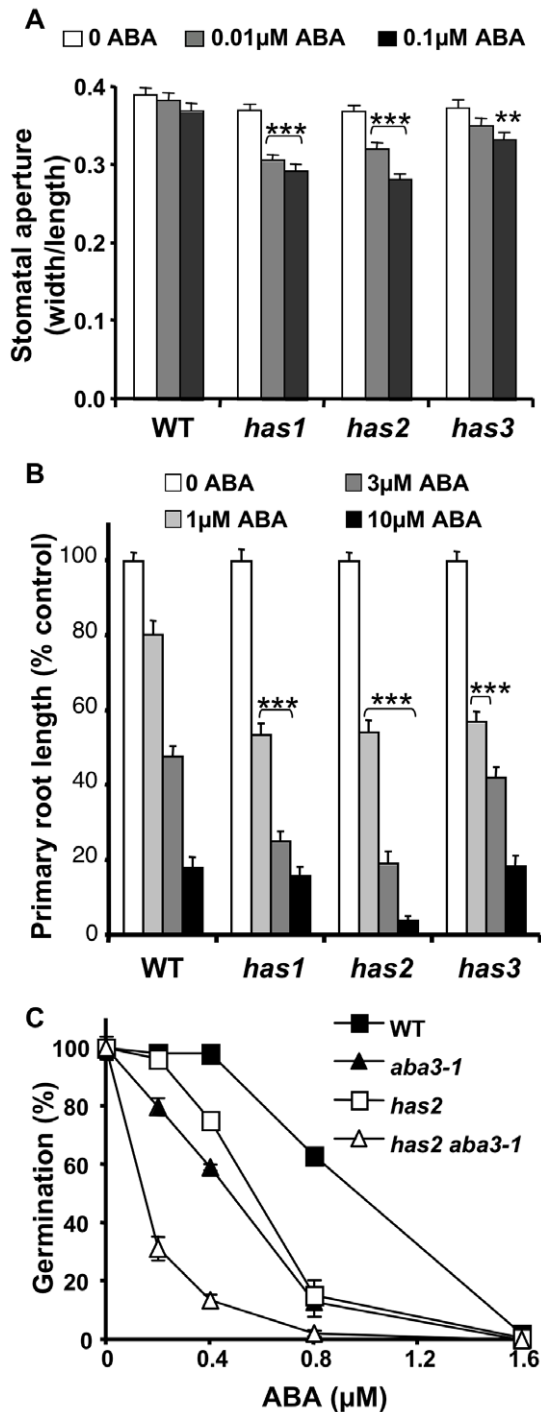 A
0 ABA 0.01µM ABA 0.1µM ABA
Stomatal aperture
(width/length)
0.4
0.3
0.2
0.1
0.0
*** *** **
WT has1 has2 has3
B
0 ABA 3µM ABA
1µM ABA 10µM ABA
Primary root length (% control)
100
80
60
40
20
0
*** *** ***
WT has1 has2 has3
C
WT
aba3-1
has2
has2 aba3-1
Germination (%)
100
80
60
40
20
0
0 0.4 0.8 1.2 1.6
ABA (µM)